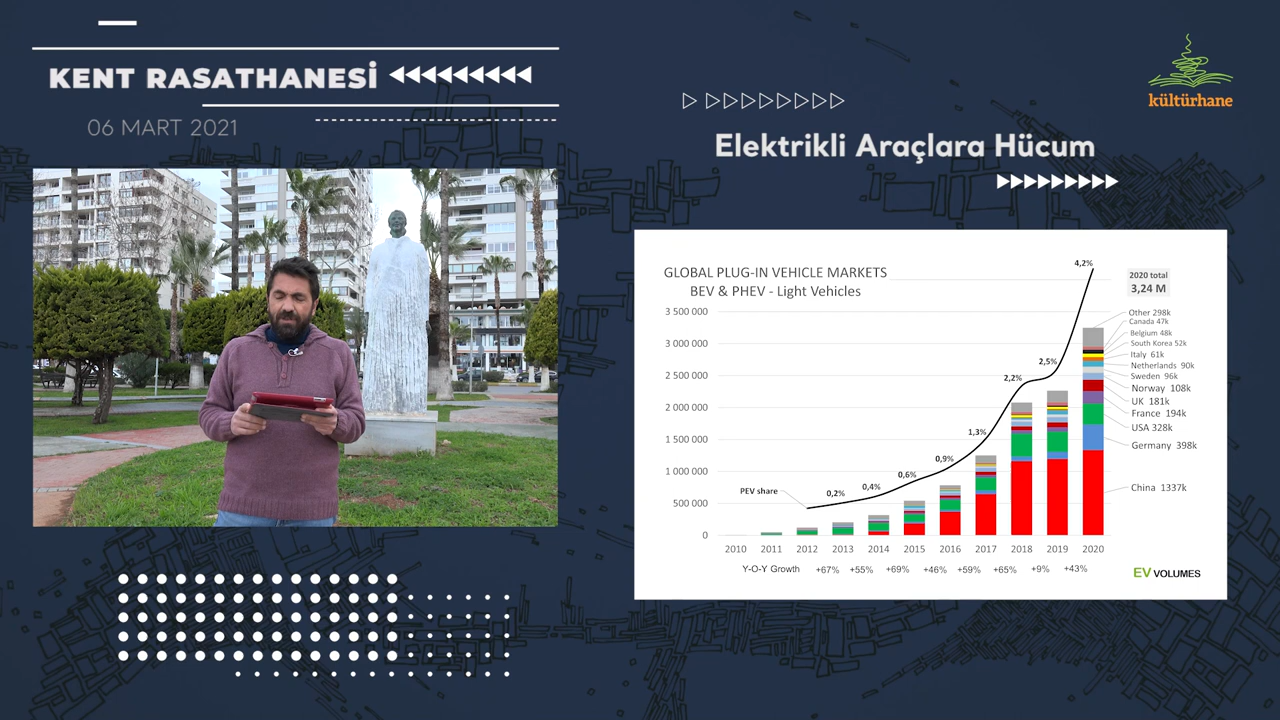 KENT RASATHANESİ
06 MART 2021
kültürhane
Elektrikli Araçlara Hücum
GLOBAL PLUG-IN VEHICLE MARKETS
BEV & PHEV - Light Vehicles
2020 total
3,24 M
3 500 000
3 000 000
2 500 000
2 000 000
1 500 000
1 000 000
500 000
0
PEV share
0,2%
0,4%
0,6%
0,9%
1,3%
2,2%
2,5%
4,2%
Other 298k
Canada 47k
Belgium 48k
South Korea 52k
Italy 61k
Netherlands 90k
Sweden 96k
Norway 108k
UK 181k
France 194k
USA 328k
Germany 398k
China 1337k
2010 2011 2012 2013 2014 2015 2016 2017 2018 2019 2020
Y-O-Y Growth +67% +55% +69% +46% +59% +65% +9% +43%
EV VOLUMES